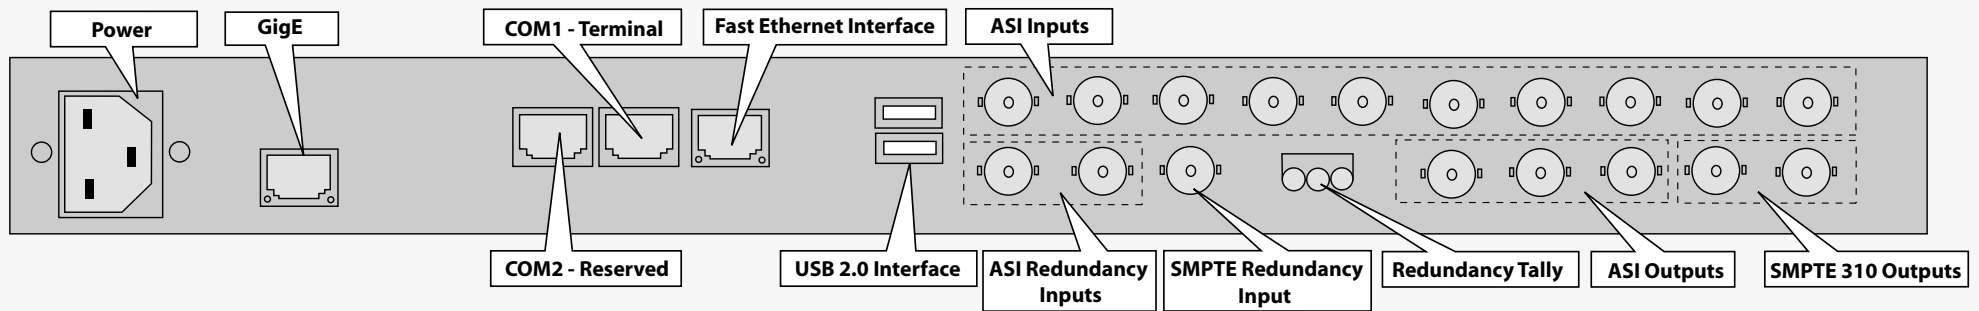 Power
GigE
COM1 - Terminal
Fast Ethernet Interface
ASI Inputs
COM2 - Reserved
USB 2.0 Interface
ASI Redundancy
Inputs
SMPTE Redundancy
Input
Redundancy Tally
ASI Outputs
SMPTE 310 Outputs